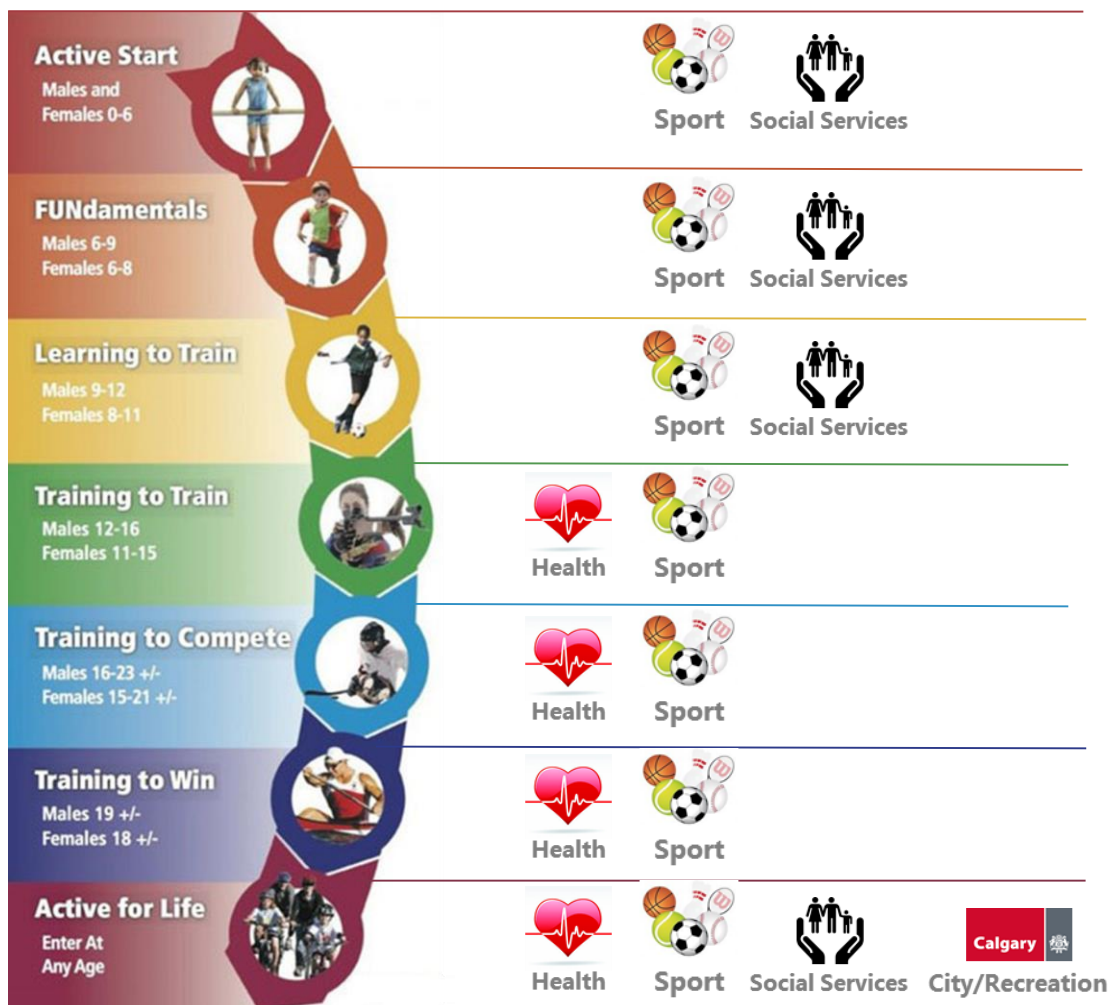 Active Start
Males and
Females 0-6
Sport Social Services
FUNdamentals
Males 6-9
Females 6-8
Sport Social Services
Learning to Train
Males 9-12
Females 8-11
Sport Social Services
Training to Train
Males 12-16
Females 11-15
Health Sport
Training to Compete
Males 16-23 +/-
Females 15-21 +/-
Health Sport
Training to Win
Males 19 +/-
Females 18 +/-
Health Sport
Active for Life
Enter At
Any Age
Calgary
Health Sport Social Services City/Recreation